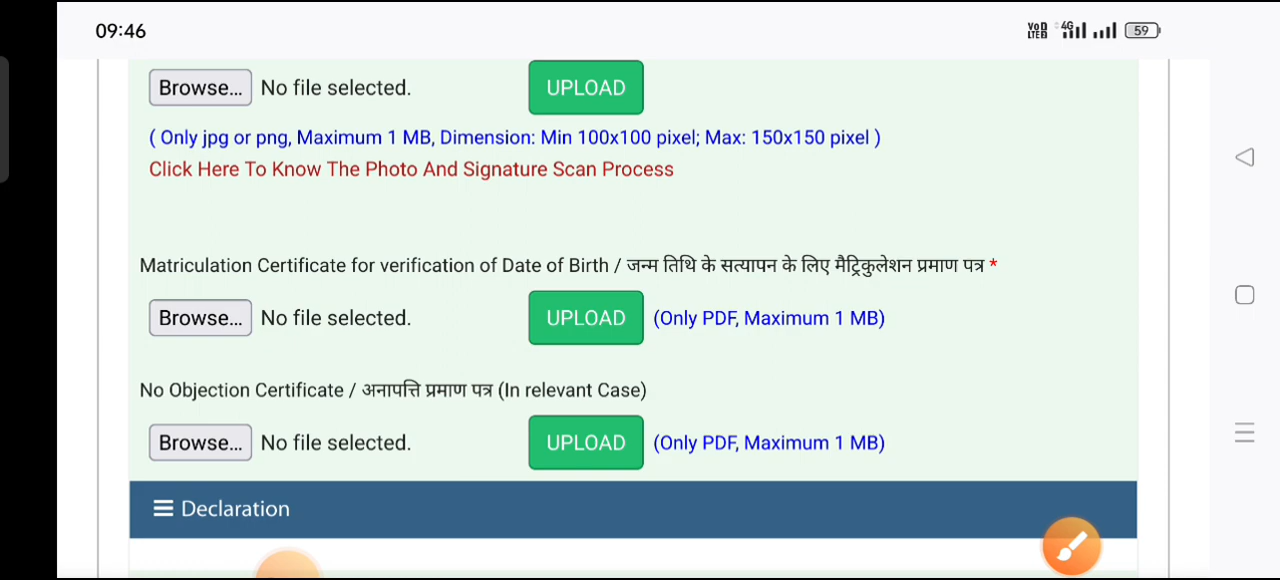 09:46
VoD LTED 4G 59
Browse... No file selected. UPLOAD
( Only jpg or png, Maximum 1 MB, Dimension: Min 100x100 pixel; Max: 150x150 pixel )
Click Here To Know The Photo And Signature Scan Process
Matriculation Certificate for verification of Date of Birth / जन्म तिथि के सत्यापन के लिए मैट्रिकुलेशन प्रमाण पत्र *
Browse... No file selected. UPLOAD (Only PDF, Maximum 1 MB)
No Objection Certificate / अनापत्ति प्रमाण पत्र (In relevant Case)
Browse... No file selected. UPLOAD (Only PDF, Maximum 1 MB)
Declaration